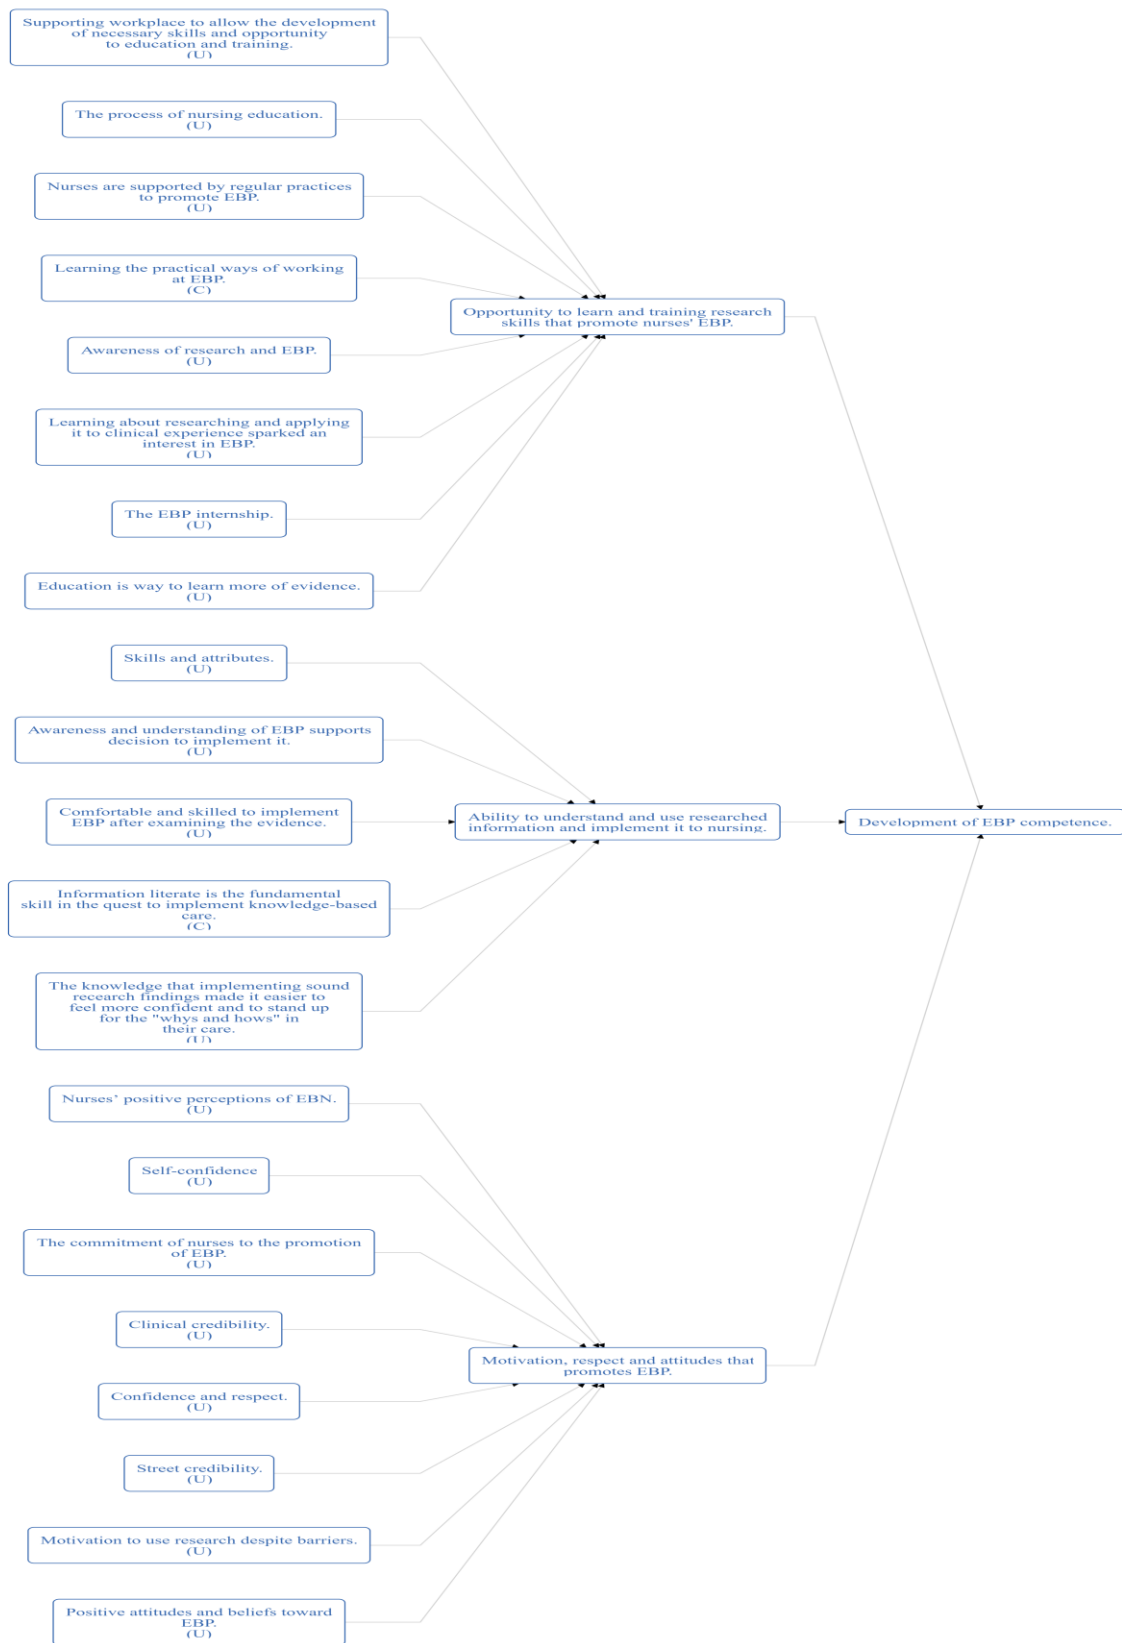 Supporting workplace to allow the development
of necessary skills and opportunity
to education and training.
(U)
The process of nursing education.
(U)
Nurses are supported by regular practices
to promote EBP.
(U)
Learning the practical ways of working
at EBP.
(C)
Awareness of research and EBP.
(U)
Learning about researching and applying
it to clinical experience sparked an
interest in EBP.
(U)
The EBP internship.
(U)
Education is way to learn more of evidence.
(U)
Opportunity to learn and training research
skills that promote nurses' EBP.
Skills and attributes.
(U)
Awareness and understanding of EBP supports
decision to implement it.
(U)
Comfortable and skilled to implement
EBP after examining the evidence.
(U)
Information literate is the fundamental
skill in the quest to implement knowledge-based
care.
(C)
The knowledge that implementing sound
recearch findings made it easier to
feel more confident and to stand up
for the "whys and hows" in
their care.
(U)
Ability to understand and use researched
information and implement it to nursing.
Development of EBP competence.
Nurses’ positive perceptions of EBN.
(U)
Self-confidence
(U)
The commitment of nurses to the promotion
of EBP.
(U)
Clinical credibility.
(U)
Confidence and respect.
(U)
Street credibility.
(U)
Motivation to use research despite barriers.
(U)
Positive attitudes and beliefs toward
EBP.
(U)
Motivation, respect and attitudes that
promotes EBP.